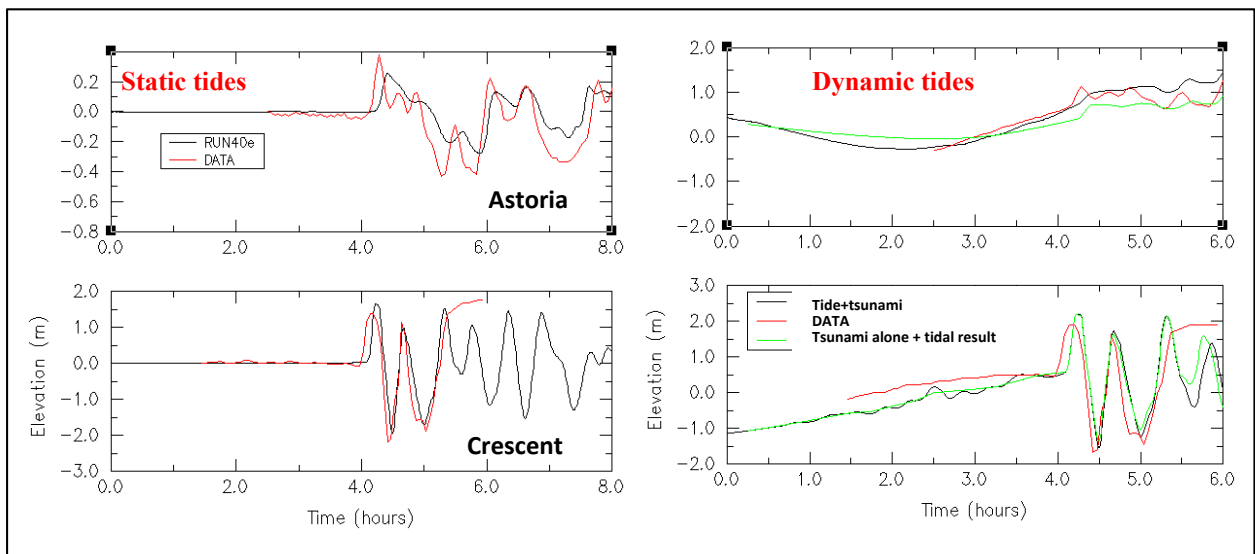 Static tides
0.2
0.0
-0.2
-0.4
-0.6
-0.8
RUN40e
DATA
Astoria
0.0 2.0 4.0 6.0 8.0
Dynamic tides
2.0
1.0
0.0
-1.0
-2.0
0.0 1.0 2.0 3.0 4.0 5.0 6.0
Elevation (m)
2.0
1.0
0.0
-1.0
-2.0
-3.0
Crescent
0.0 2.0 4.0 6.0 8.0
Time (hours)
Elevation (m)
3.0
2.0
1.0
0.0
-1.0
-2.0
Tide+tsunami
DATA
Tsunami alone + tidal result
0.0 1.0 2.0 3.0 4.0 5.0 6.0
Time (hours)